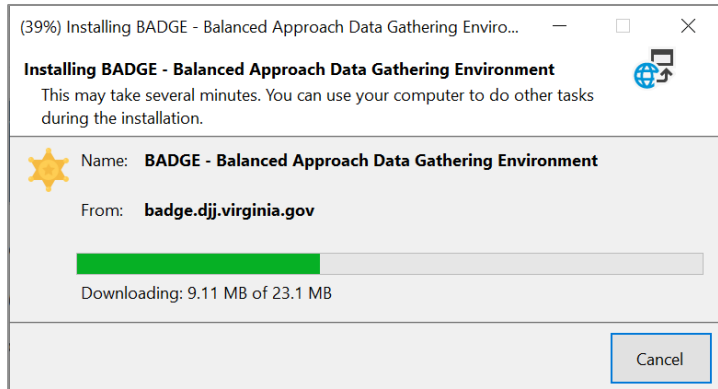 (39%) Installing BADGE - Balanced Approach Data Gathering Enviro...
Installing BADGE - Balanced Approach Data Gathering Environment
This may take several minutes. You can use your computer to do other tasks
during the installation.
Name: BADGE - Balanced Approach Data Gathering Environment
From: badge.djj.virginia.gov
Downloading: 9.11 MB of 23.1 MB
Cancel